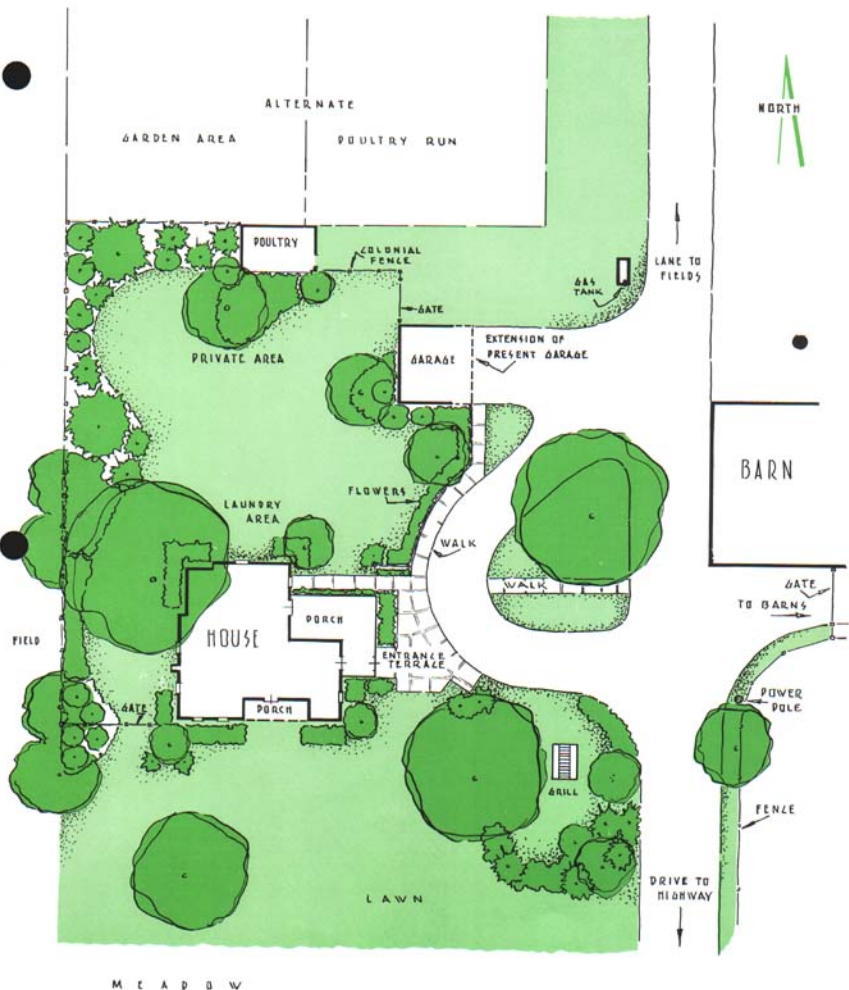 ALTERNATE
GARDEN AREA
POULTRY RUN
NORTH
POULTRY
COLONIAL
FENCE
LANE TO
FIELDS
GAS
TANK
GATE
EXTENSION OF
PRESENT GARAGE
GARAGE
PRIVATE AREA
BARN
FLOWERS
LAUNDRY
AREA
WALK
WALK
GATE
TO BARNS
PORCH
HOUSE
FIELD
ENTRANCE
TERRACE
POWER
POLE
GATE
PORCH
GRILL
FENCE
DRIVE TO
HIGHWAY
LAWN
MEADOW